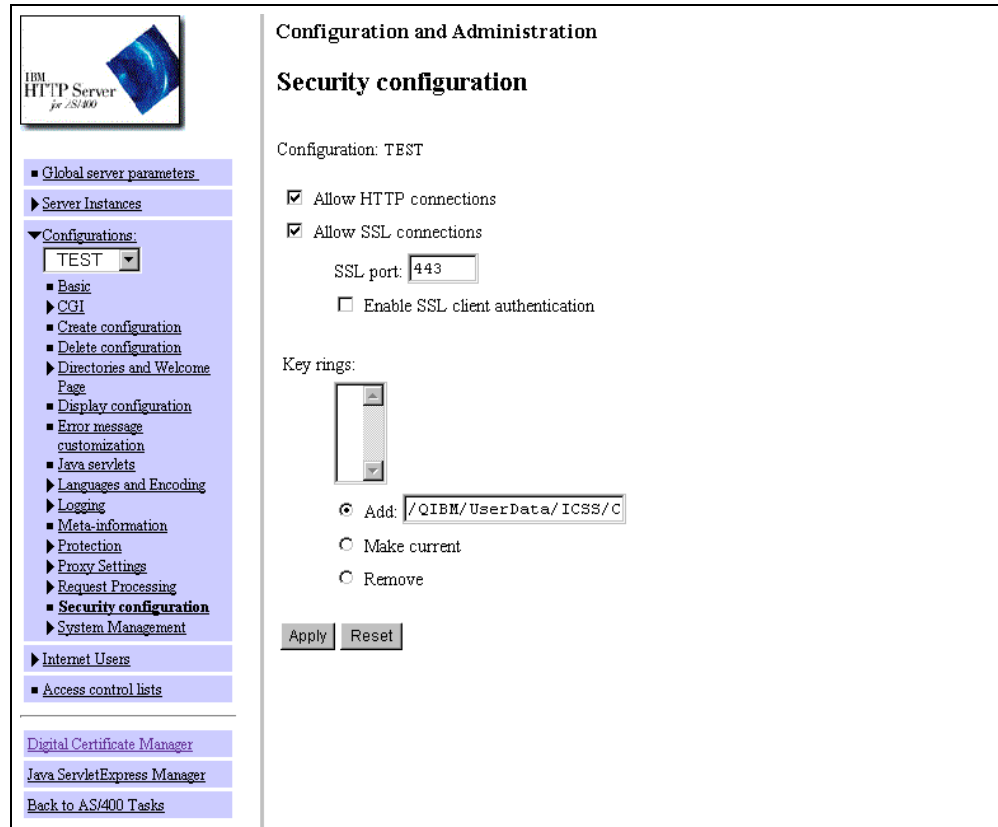 IBM
HTTP Server
for AS/400
Global server parameters
Server Instances
Configurations:
TEST
Basic
CGI
Create configuration
Delete configuration
Directories and Welcome
Page
Display configuration
Error message
customization
Java servlets
Languages and Encoding
Logging
Meta-information
Protection
Proxy Settings
Request Processing
Security configuration
System Management
Internet Users
Access control lists
Digital Certificate Manager
Java ServletExpress Manager
Back to AS/400 Tasks
Configuration and Administration
Security configuration
Configuration: TEST
Allow HTTP connections
Allow SSL connections
SSL port: 443
Enable SSL client authentication
Key rings:
Add: /QIBM/UserData/ICSS/C
Make current
Remove
Apply Reset